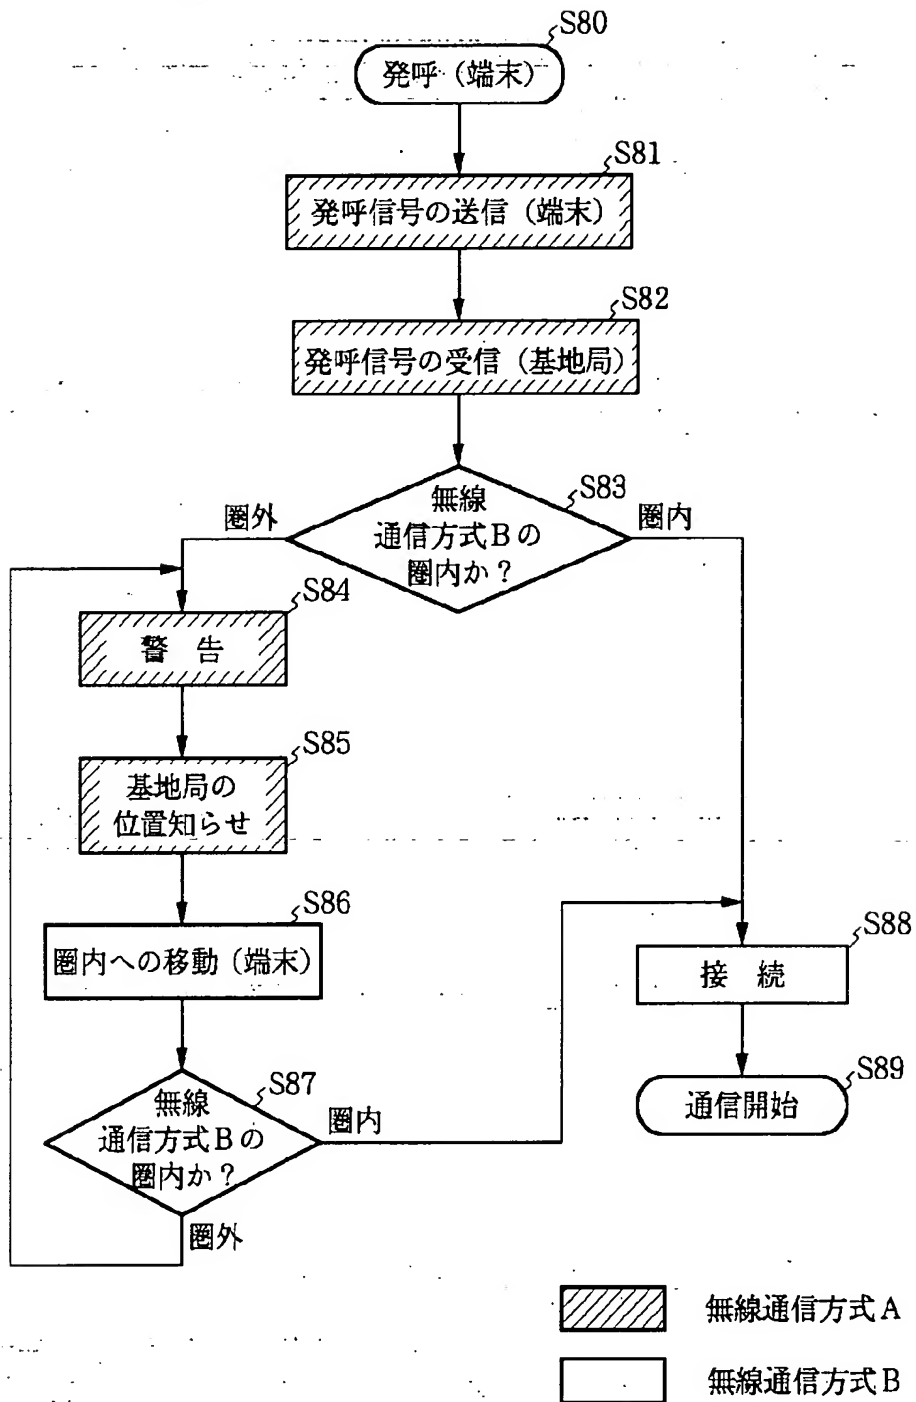 S80
発呼（端末）
S81
発呼信号の送信（端末）
S82
発呼信号の受信（基地局）
S83
無線
通信方式Bの
圏内か？
圏外
圏内
S84
警 告
S85
基地局の
位置知らせ
S86
圏内への移動（端末）
S87
無線
通信方式Bの
圏内か？
圏内
圏外
S88
接 続
S89
通信開始
無線通信方式A
無線通信方式B